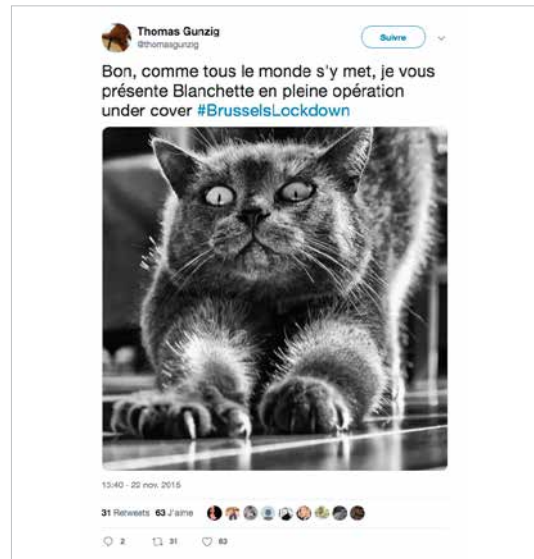 Thomas Gunzig
@thomasgunzig
Suivre
Bon, comme tous le monde s'y met, je vous
présente Blanchette en pleine opération
under cover #BrusselsLockdown
13:40 - 22 nov. 2015
31 Retweets 63 J'aime
2 31 63